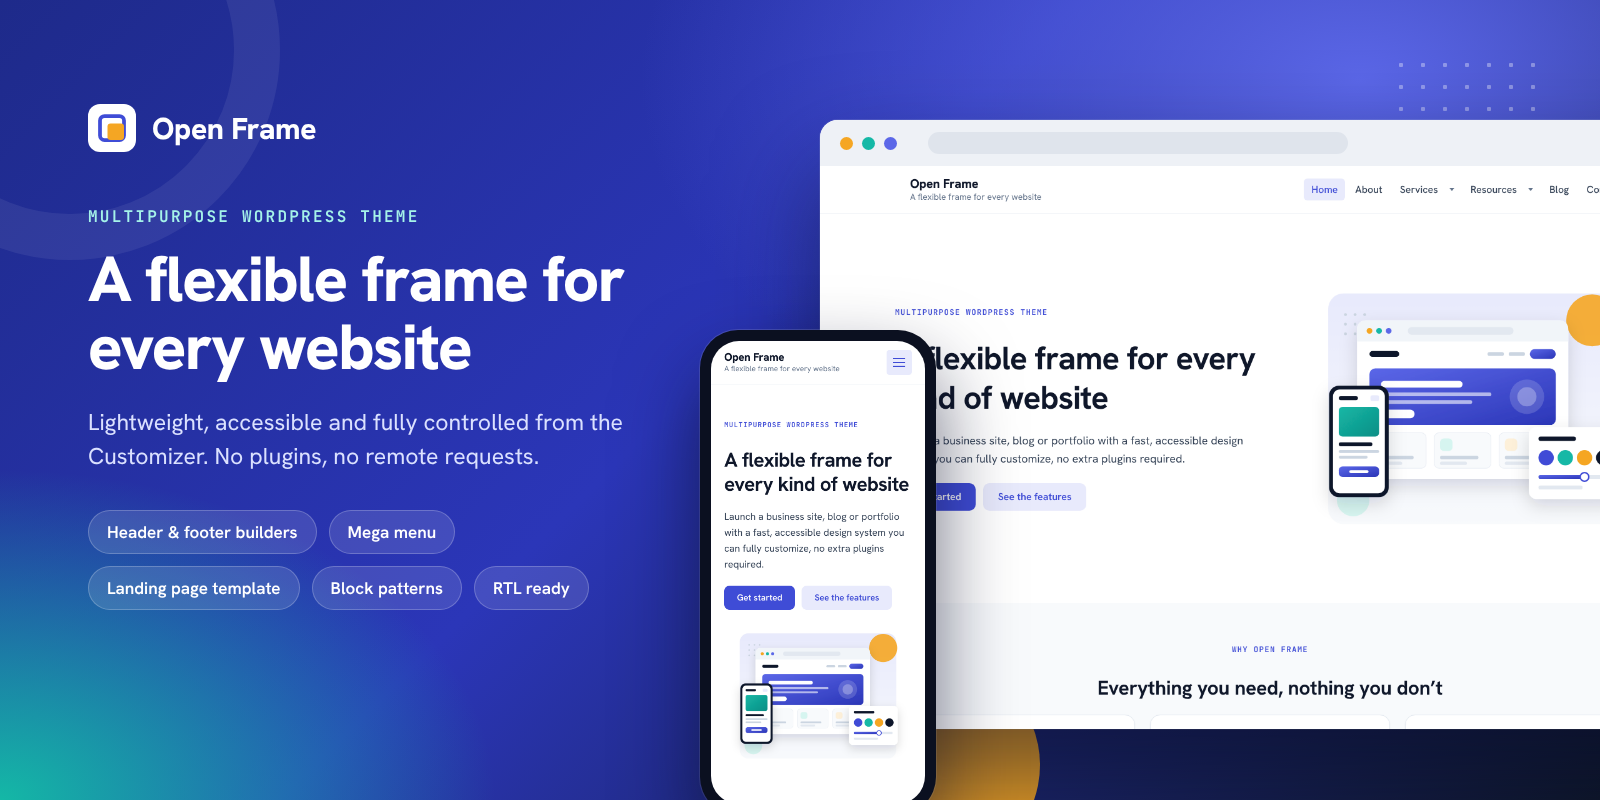 Open Frame
MULTIPURPOSE WORDPRESS THEME
A flexible frame for
every website
Lightweight, accessible and fully controlled from the
Customizer. No plugins, no remote requests.
Header & footer builders
Mega menu
Landing page template
Block patterns
RTL ready
Open Frame
A flexible frame for every website
Home
About
Services
Resources
Blog
MULTIPURPOSE WORDPRESS THEME
flexible frame for every
of website
a business site, blog or portfolio with a fast, accessible design
you can fully customize, no extra plugins required.
See the features
WHY OPEN FRAME
Everything you need, nothing you don’t
Open Frame
A flexible frame for every website
MULTIPURPOSE WORDPRESS THEME
A flexible frame for
every kind of website
Launch a business site, blog or portfolio
with a fast, accessible design system you
can fully customize, no extra plugins
required.
Get started
See the features